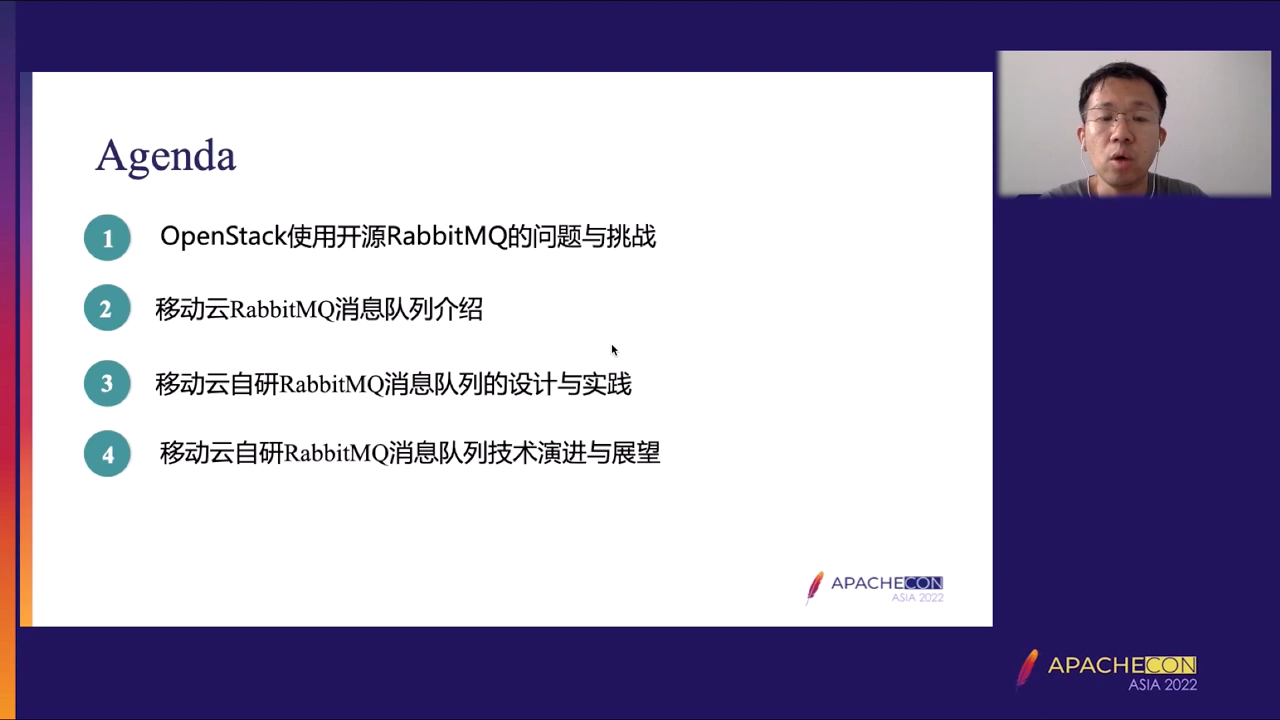 Agenda
1 OpenStack使用开源RabbitMQ的问题与挑战
2 移动云RabbitMQ消息队列介绍
3 移动云自研RabbitMQ消息队列的设计与实践
4 移动云自研RabbitMQ消息队列技术演进与展望
APACHECON
ASIA 2022
APACHECON
ASIA 2022